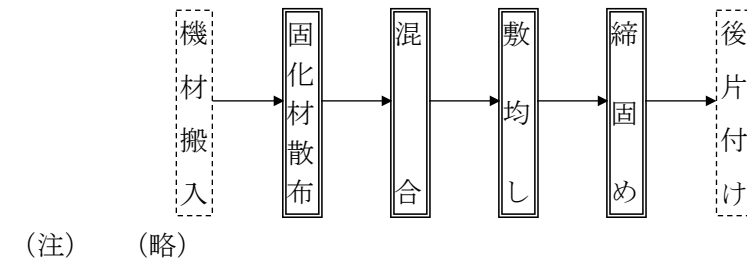 機材搬入
固化材散布
混合
敷均し
締固め
後片付け
（注） （略）